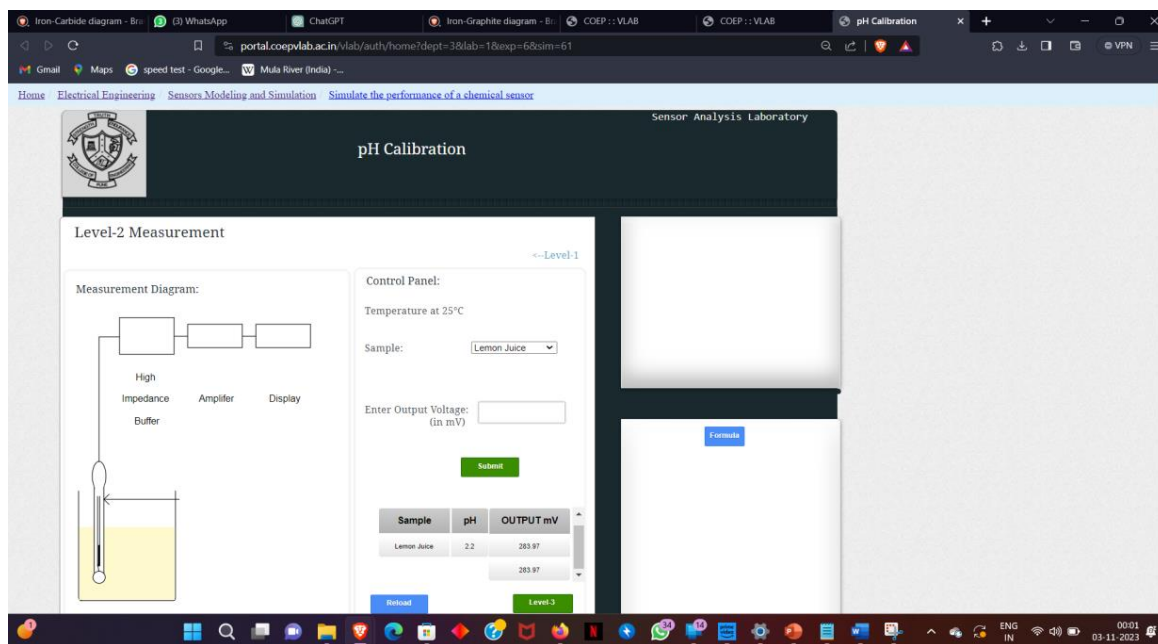 Iron-Carbide diagram - Bra
(3) WhatsApp
ChatGPT
Iron-Graphite diagram - Br
COEP :: VLAB
COEP :: VLAB
pH Calibration
portal.coepvlab.ac.in/vlab/auth/home?dept=3&lab=1&exp=6&sim=61
VPN
Gmail
Maps
speed test - Google...
Mula River (India) -...
Home / Electrical Engineering / Sensors Modeling and Simulation / Simulate the performance of a chemical sensor
Sensor Analysis Laboratory
pH Calibration
Level-2 Measurement
<--Level-1
Measurement Diagram:
High
Impedance
Buffer
Amplifer
Display
Control Panel:
Temperature at 25°C
Sample:
Lemon Juice
Enter Output Voltage:
(in mV)
Submit
Sample pH OUTPUT mV
Lemon Juice 2.2 283.97
283.97
Reload
Level-3
Formula
1
34
14
ENG
IN
00:01
03-11-2023